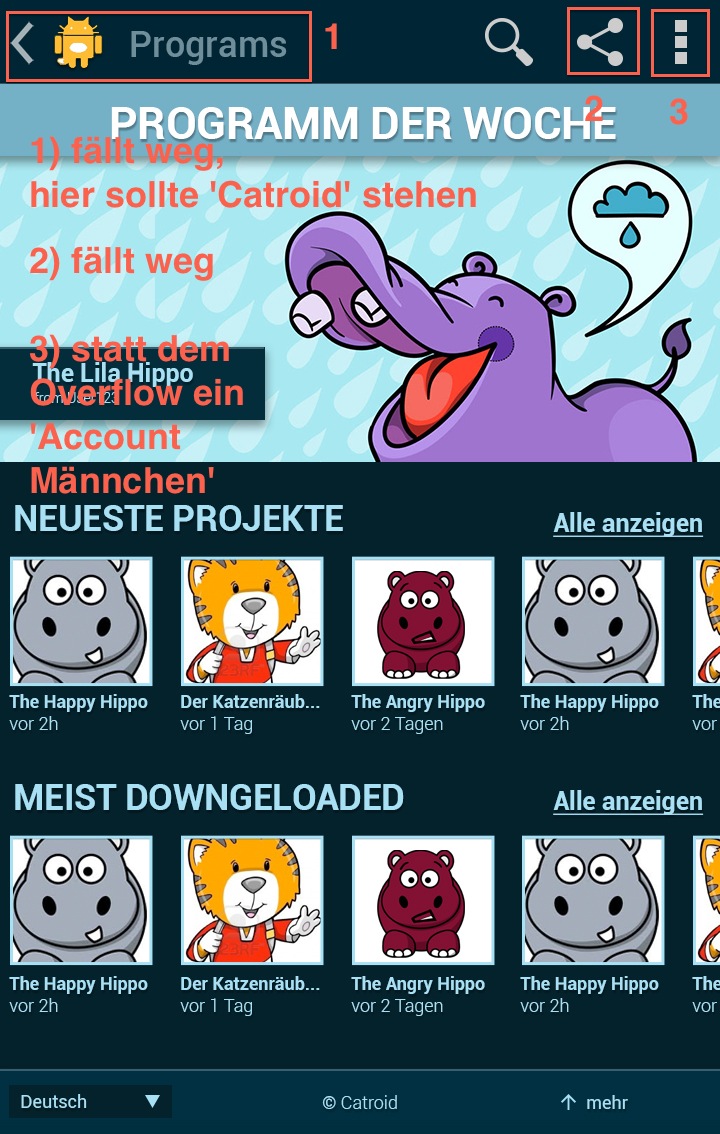 Programs
1
2
3
PROGRAMM DER WOCHE
1) fällt weg,
hier sollte 'Catroid' stehen
2) fällt weg
3) statt dem
Overflow ein
'Account
Männchen'
The Lila Hippo
from User123
NEUESTE PROJEKTE
Alle anzeigen
The Happy Hippo
vor 2h
Der Katzenräub...
vor 1 Tag
The Angry Hippo
vor 2 Tagen
The Happy Hippo
vor 2h
The
vor
MEIST DOWNGELOADED
Alle anzeigen
The Happy Hippo
vor 2h
Der Katzenräub...
vor 1 Tag
The Angry Hippo
vor 2 Tagen
The Happy Hippo
vor 2h
The
vor
Deutsch
© Catroid
mehr